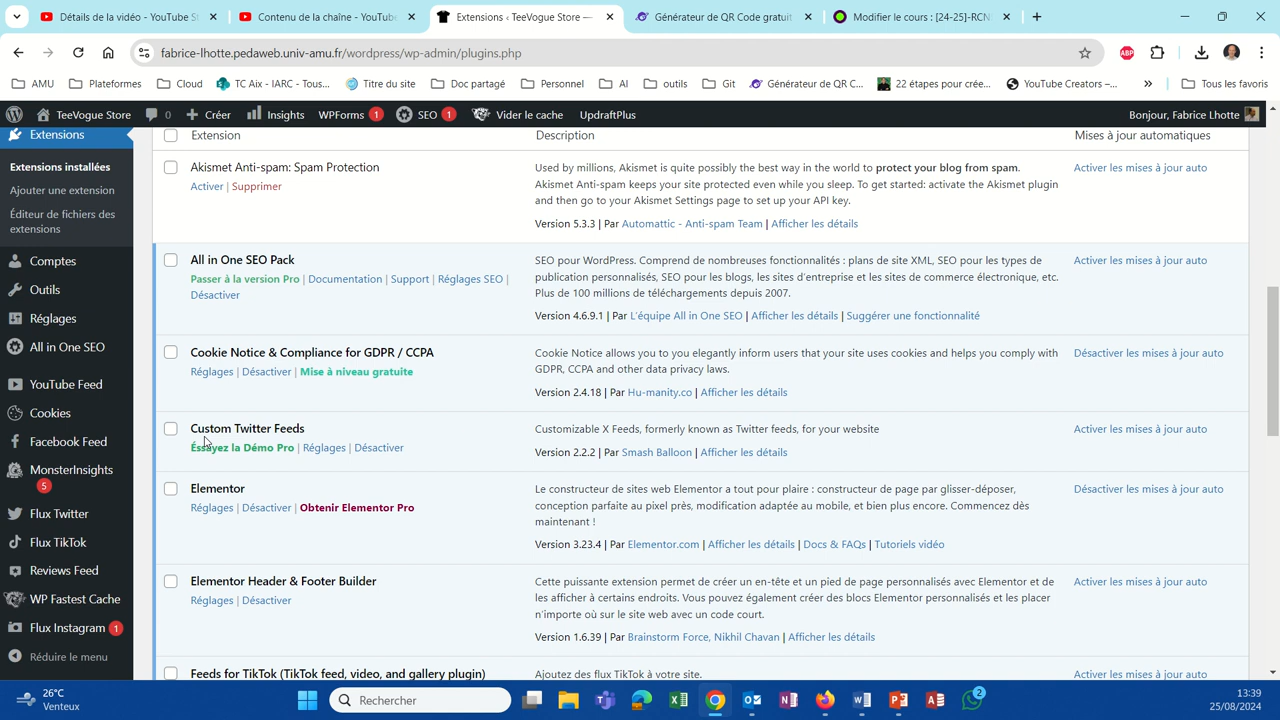 Détails de la vidéo - YouTube S
Contenu de la chaîne - YouTube
Extensions ‹ TeeVogue Store —
Générateur de QR Code gratuit
Modifier le cours : [24-25]-RCN
fabrice-lhotte.pedaweb.univ-amu.fr/wordpress/wp-admin/plugins.php
ABP
AMU
Plateformes
Cloud
TC Aix - IARC - Tous...
Titre du site
Doc partagé
Personnel
AI
outils
Git
Générateur de QR C...
22 étapes pour crée...
YouTube Creators –...
Tous les favoris
TeeVogue Store
0
Créer
Insights
WPForms 1
SEO 1
Vider le cache
UpdraftPlus
Bonjour, Fabrice Lhotte
Extensions
Extensions installées
Ajouter une extension
Éditeur de fichiers des
extensions
Comptes
Outils
Réglages
All in One SEO
YouTube Feed
Cookies
Facebook Feed
MonsterInsights
5
Flux Twitter
Flux TikTok
Reviews Feed
WP Fastest Cache
Flux Instagram 1
Réduire le menu
Extension
Description
Mises à jour automatiques
Akismet Anti-spam: Spam Protection
Activer | Supprimer
Used by millions, Akismet is quite possibly the best way in the world to protect your blog from spam.
Akismet Anti-spam keeps your site protected even while you sleep. To get started: activate the Akismet plugin
and then go to your Akismet Settings page to set up your API key.
Version 5.3.3 | Par Automattic - Anti-spam Team | Afficher les détails
Activer les mises à jour auto
All in One SEO Pack
Passer à la version Pro | Documentation | Support | Réglages SEO |
Désactiver
SEO pour WordPress. Comprend de nombreuses fonctionnalités : plans de site XML, SEO pour les types de
publication personnalisés, SEO pour les blogs, les sites d'entreprise et les sites de commerce électronique, etc.
Plus de 100 millions de téléchargements depuis 2007.
Version 4.6.9.1 | Par L'équipe All in One SEO | Afficher les détails | Suggérer une fonctionnalité
Activer les mises à jour auto
Cookie Notice & Compliance for GDPR / CCPA
Réglages | Désactiver | Mise à niveau gratuite
Cookie Notice allows you to you elegantly inform users that your site uses cookies and helps you comply with
GDPR, CCPA and other data privacy laws.
Version 2.4.18 | Par Hu-manity.co | Afficher les détails
Désactiver les mises à jour auto
Custom Twitter Feeds
Essayez la Démo Pro | Réglages | Désactiver
Customizable X Feeds, formerly known as Twitter feeds, for your website
Version 2.2.2 | Par Smash Balloon | Afficher les détails
Activer les mises à jour auto
Elementor
Réglages | Désactiver | Obtenir Elementor Pro
Le constructeur de sites web Elementor a tout pour plaire : constructeur de page par glisser-déposer,
conception parfaite au pixel près, modification adaptée au mobile, et bien plus encore. Commencez dès
maintenant !
Version 3.23.4 | Par Elementor.com | Afficher les détails | Docs & FAQs | Tutoriels vidéo
Désactiver les mises à jour auto
Elementor Header & Footer Builder
Réglages | Désactiver
Cette puissante extension permet de créer un en-tête et un pied de page personnalisés avec Elementor et de
les afficher à certains endroits. Vous pouvez également créer des blocs Elementor personnalisés et les placer
n'importe où sur le site web avec un code court.
Version 1.6.39 | Par Brainstorm Force, Nikhil Chavan | Afficher les détails
Activer les mises à jour auto
Feeds for TikTok (TikTok feed, video, and gallery plugin)
Ajoutez des flux TikTok à votre site.
Activer les mises à jour auto
26°C
Venteux
Rechercher
2
13:39
25/08/2024